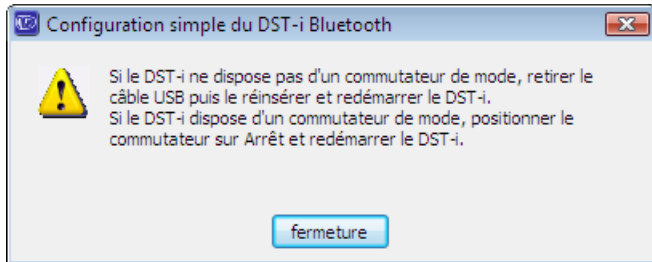 Configuration simple du DST-i Bluetooth
Si le DST-i ne dispose pas d'un commutateur de mode, retirer le
câble USB puis le réinsérer et redémarrer le DST-i.
Si le DST-i dispose d'un commutateur de mode, positionner le
commutateur sur Arrêt et redémarrer le DST-i.
fermeture